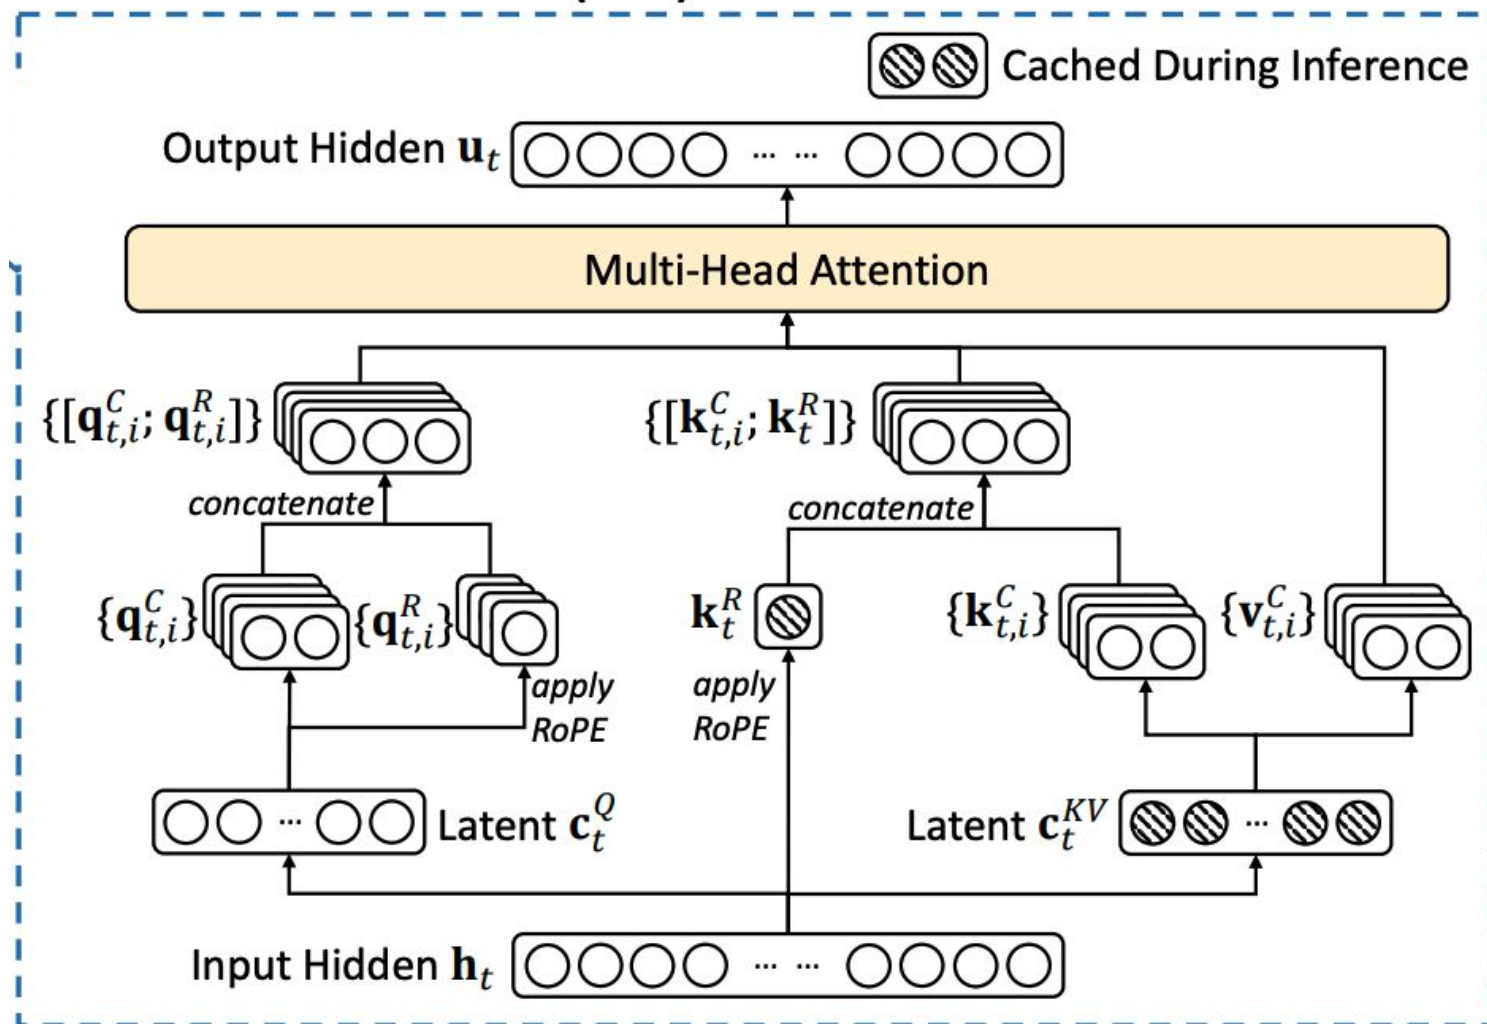 Cached During Inference
Output Hidden u_t
Multi-Head Attention
{[q^C_{t,i}; q^R_{t,i}]}
{[k^C_{t,i}; k^R_t]}
concatenate
concatenate
{q^C_{t,i}}
{q^R_{t,i}}
k^R_t
{k^C_{t,i}}
{v^C_{t,i}}
apply
RoPE
apply
RoPE
... Latent c^Q_t
Latent c^{KV}_t ...
Input Hidden h_t ... ...